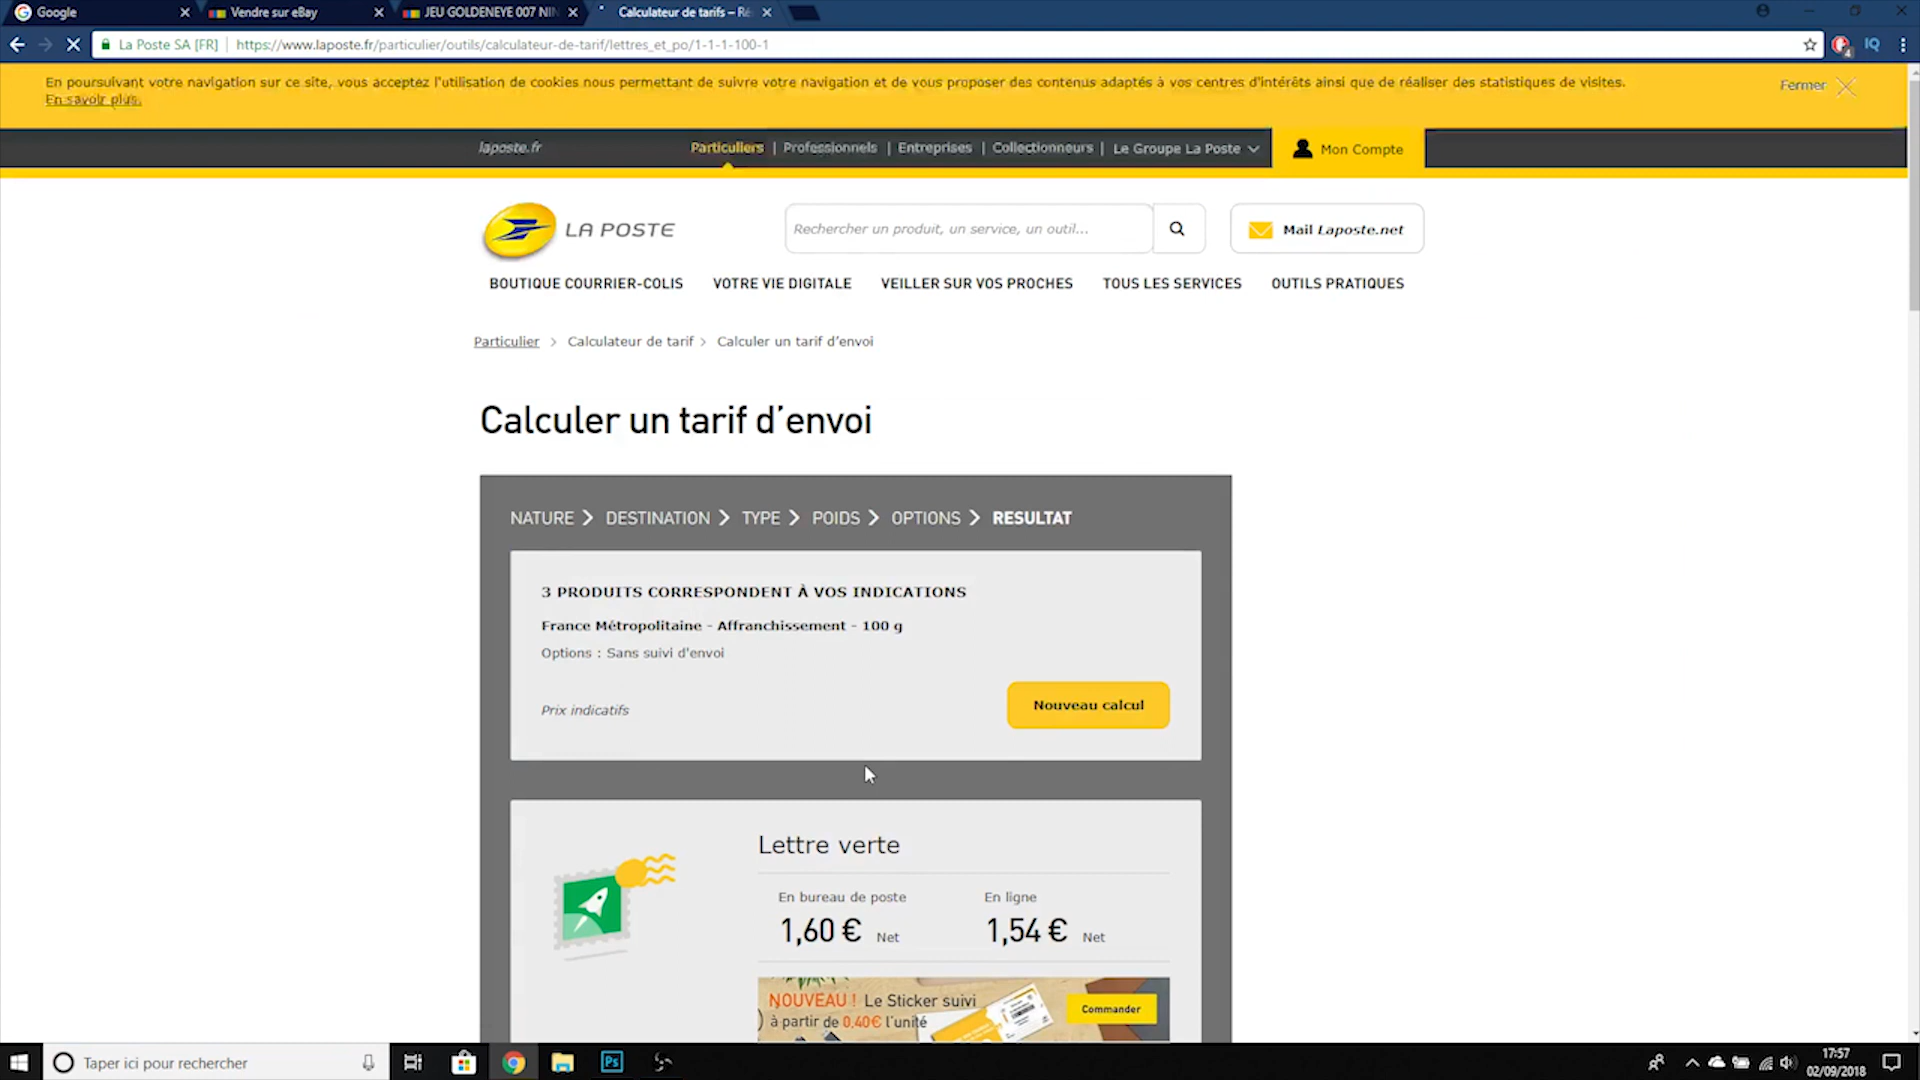 Google
Vendre sur eBay
JEU GOLDENEYE 007 NIN
Calculateur de tarifs – Ré
La Poste SA [FR]
https://www.laposte.fr/particulier/outils/calculateur-de-tarif/lettres_et_po/1-1-1-100-1
IQ
En poursuivant votre navigation sur ce site, vous acceptez l'utilisation de cookies nous permettant de suivre votre navigation et de vous proposer des contenus adaptés à vos centres d'intérêts ainsi que de réaliser des statistiques de visites.
En savoir plus.
Fermer
laposte.fr
Particuliers | Professionnels | Entreprises | Collectionneurs | Le Groupe La Poste
Mon Compte
LA POSTE
Rechercher un produit, un service, un outil...
Mail Laposte.net
BOUTIQUE COURRIER-COLIS VOTRE VIE DIGITALE VEILLER SUR VOS PROCHES TOUS LES SERVICES OUTILS PRATIQUES
Particulier > Calculateur de tarif > Calculer un tarif d'envoi
Calculer un tarif d'envoi
NATURE > DESTINATION > TYPE > POIDS > OPTIONS > RESULTAT
3 PRODUITS CORRESPONDENT À VOS INDICATIONS
France Métropolitaine - Affranchissement - 100 g
Options : Sans suivi d'envoi
Prix indicatifs
Nouveau calcul
Lettre verte
En bureau de poste En ligne
1,60 € Net 1,54 € Net
NOUVEAU ! Le Sticker suivi
à partir de 0,40€ l'unité
Commander
Taper ici pour rechercher
Ps
17:57
02/09/2018